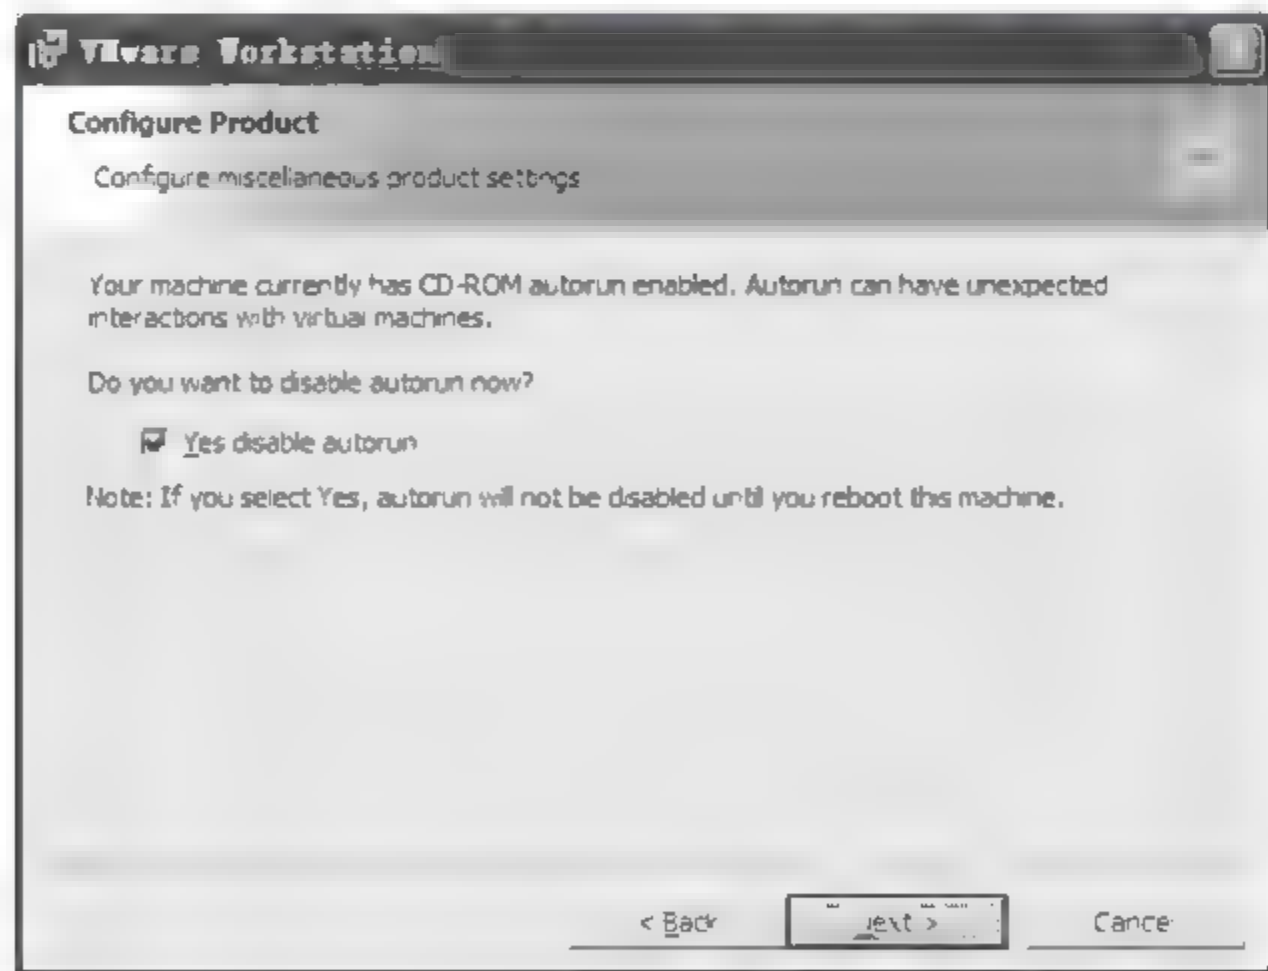 VMware Workstation
Configure Product
Configure miscellaneous product settings
Your machine currently has CD-ROM autorun enabled. Autorun can have unexpected
interactions with virtual machines.
Do you want to disable autorun now?
Yes disable autorun
Note: If you select Yes, autorun will not be disabled until you reboot this machine.
< Back
Next >
Cancel